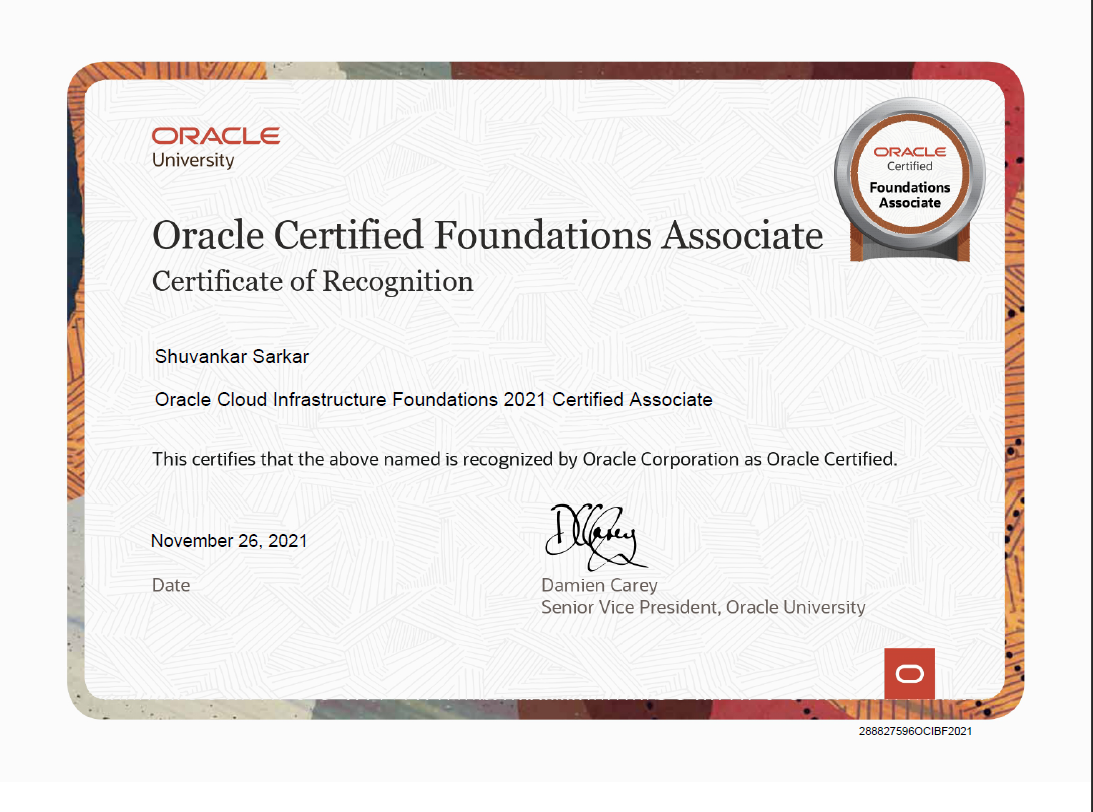 ORACLE
University
ORACLE
Certified
Foundations
Associate
Oracle Certified Foundations Associate
Certificate of Recognition
Shuvankar Sarkar
Oracle Cloud Infrastructure Foundations 2021 Certified Associate
This certifies that the above named is recognized by Oracle Corporation as Oracle Certified.
November 26, 2021
Date
DCarey
Damien Carey
Senior Vice President, Oracle University
288827596OCIBF2021